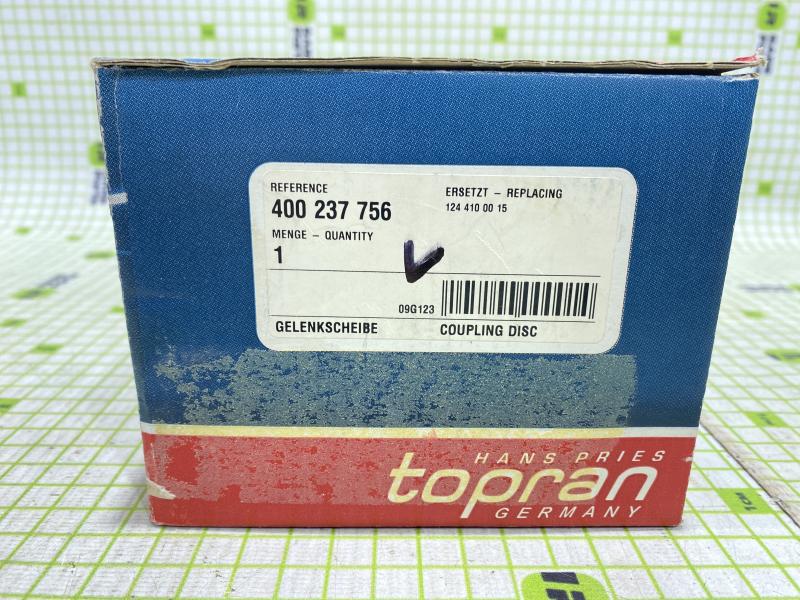 REFERENCE
400 237 756
ERSETZT – REPLACING
124 410 00 15
MENGE – QUANTITY
1
09G123
GELENKSCHEIBE
COUPLING DISC
HANS PRIES
topran
GERMANY
1CM